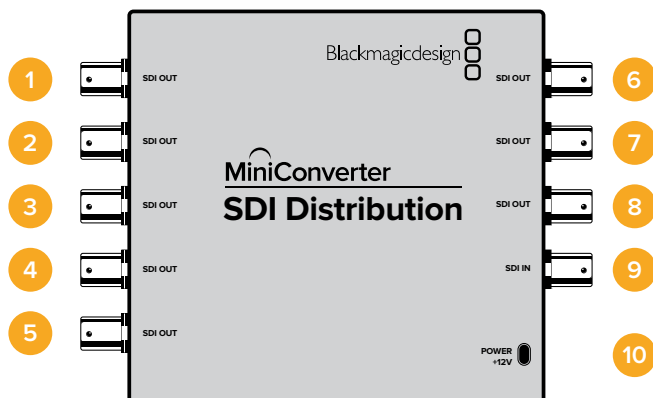 Blackmagicdesign
1 SDI OUT SDI OUT 6
2 SDI OUT SDI OUT 7
MiniConverter
3 SDI OUT SDI Distribution SDI OUT 8
4 SDI OUT SDI IN 9
5 SDI OUT
POWER
+12V
10